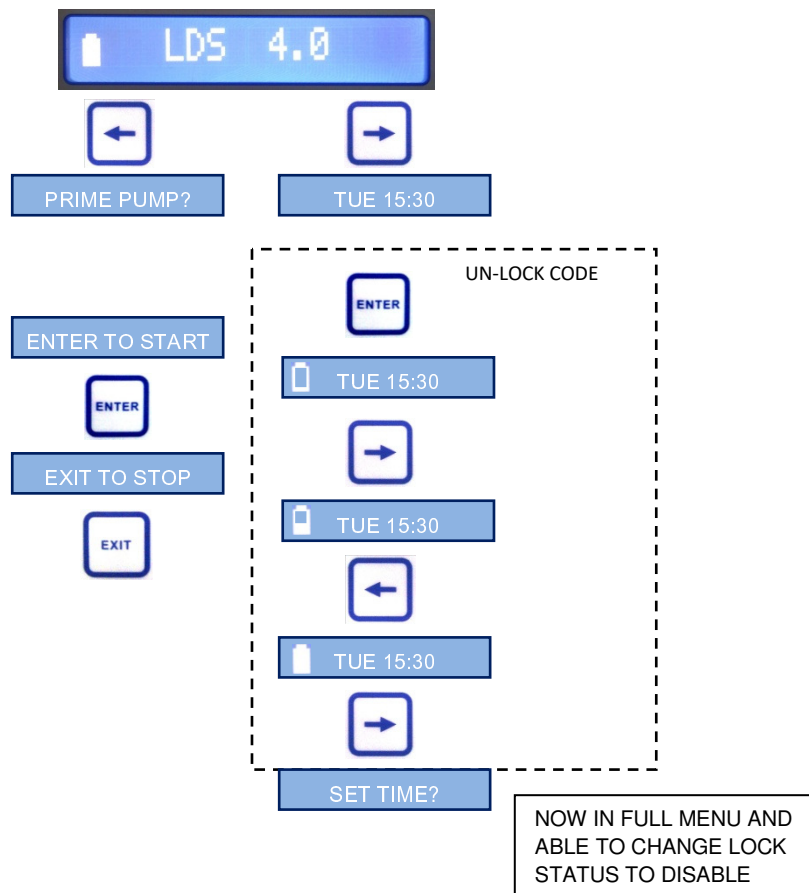 LDS 4.0
PRIME PUMP?
TUE 15:30
UN-LOCK CODE
ENTER
ENTER TO START
TUE 15:30
ENTER
EXIT TO STOP
TUE 15:30
EXIT
TUE 15:30
SET TIME?
NOW IN FULL MENU AND
ABLE TO CHANGE LOCK
STATUS TO DISABLE